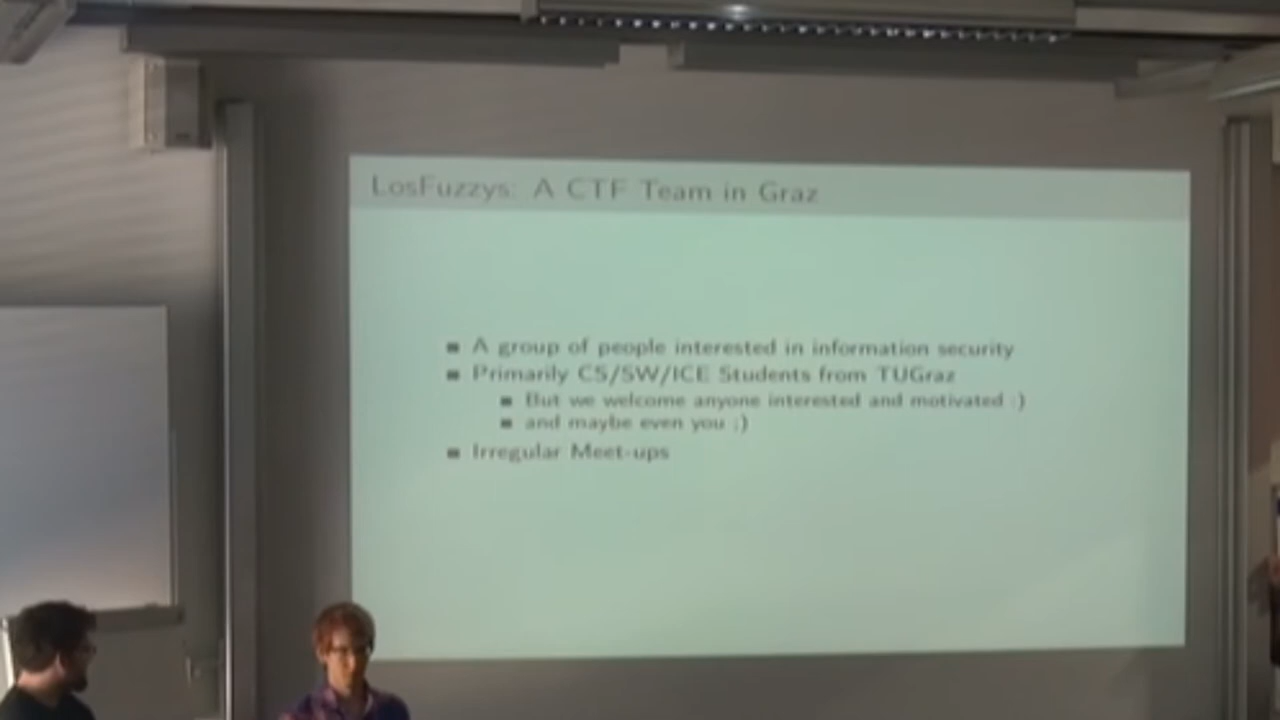 LosFuzzys: A CTF Team in Graz
A group of people interested in information security
Primarily CS/SW/ICE Students from TUGraz
But we welcome anyone interested and motivated :)
and maybe even you ;)
Irregular Meet-ups